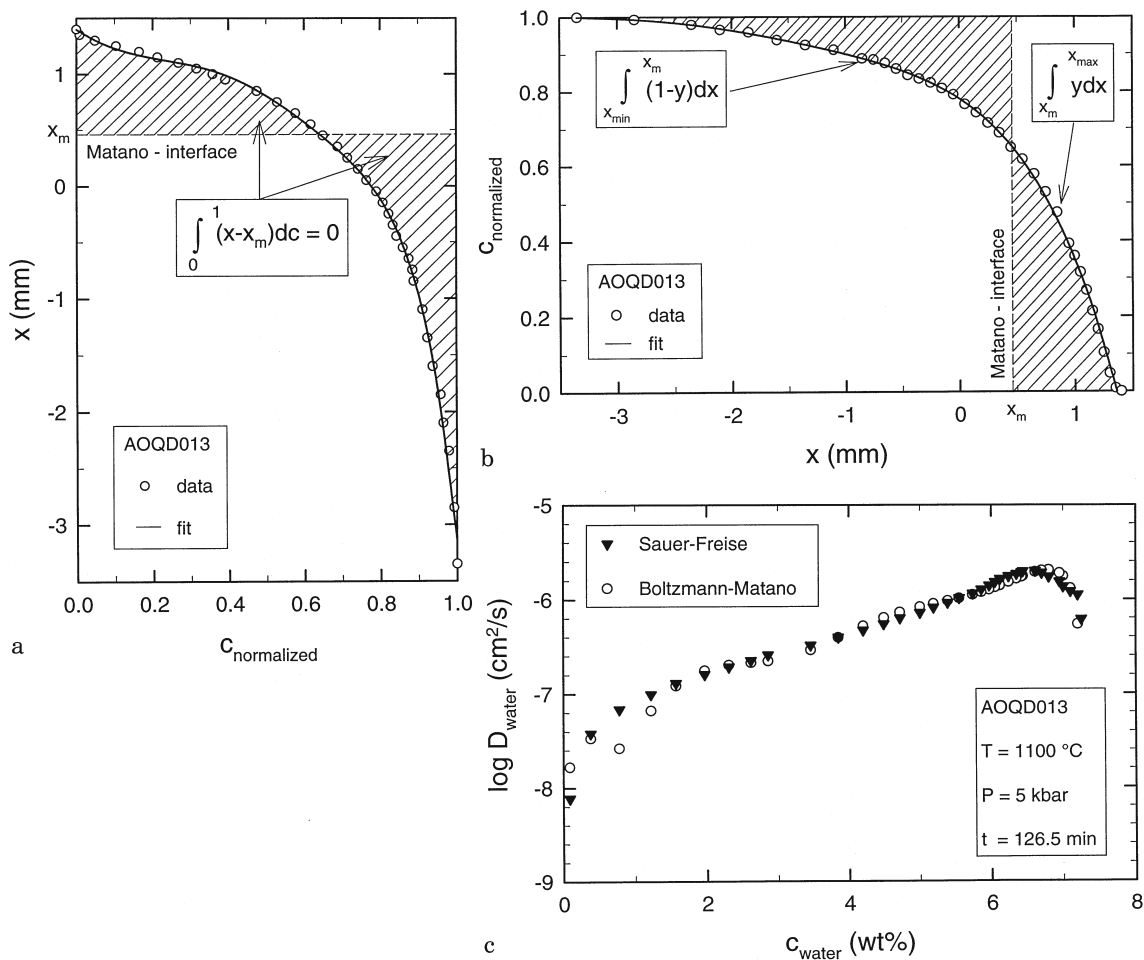 1
x_m
0
-1
-2
-3
x (mm)
Matano - interface
∫_0^1 (x-x_m)dc = 0
AOQD013
data
fit
0.0 0.2 0.4 0.6 0.8 1.0
c_normalized
a
1.0
0.8
0.6
0.4
0.2
0.0
c_normalized
∫_{x_min}^{x_m} (1-y)dx
∫_{x_m}^{x_max} ydx
Matano - interface
AOQD013
data
fit
-3 -2 -1 0 x_m 1
x (mm)
b
-5
-6
-7
-8
-9
log D_water (cm²/s)
Sauer-Freise
Boltzmann-Matano
AOQD013
T = 1100 °C
P = 5 kbar
t = 126.5 min
0 2 4 6 8
c_water (wt%)
c